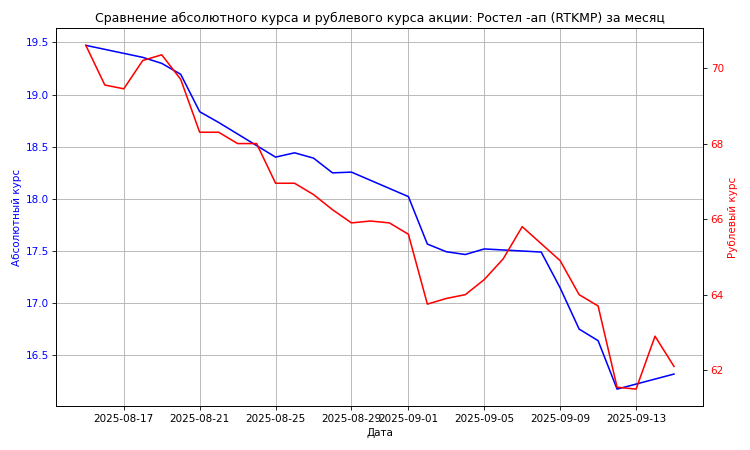 Сравнение абсолютного курса и рублевого курса акции: Ростел -ап (RTKMP) за месяц
19.5
19.0
18.5
18.0
17.5
17.0
16.5
Абсолютный курс
70
68
66
64
62
Рублевый курс
2025-08-17 2025-08-21 2025-08-25 2025-08-29 2025-09-01 2025-09-05 2025-09-09 2025-09-13
Дата